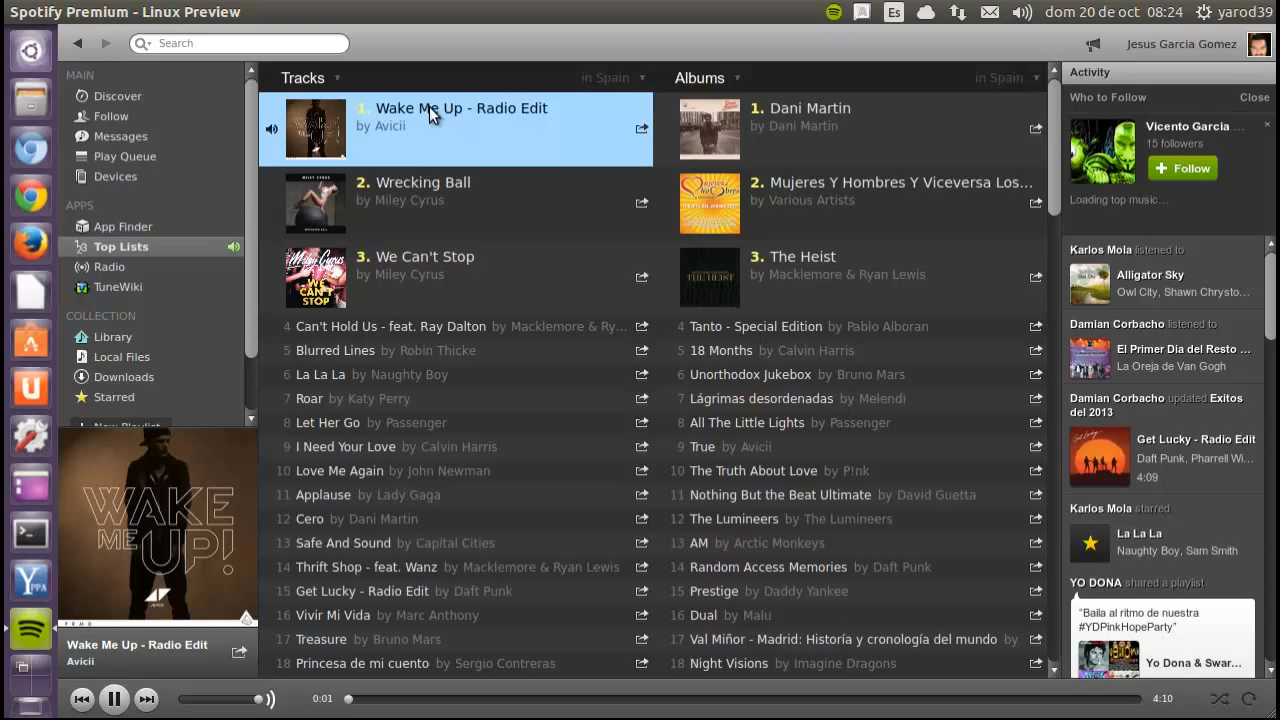 Spotify Premium - Linux Preview
Es
dom 20 de oct 08:24
yarod39
Search
Jesus Garcia Gomez
MAIN
Discover
Follow
Messages
Play Queue
Devices
APPS
App Finder
Top Lists
Radio
TuneWiki
COLLECTION
Library
Local Files
Downloads
Starred
New Playlist
WAKE
ME UP!
AVICII
Wake Me Up - Radio Edit
Avicii
Tracks
in Spain
1. Wake Me Up - Radio Edit
by Avicii
2. Wrecking Ball
by Miley Cyrus
3. We Can't Stop
by Miley Cyrus
4 Can't Hold Us - feat. Ray Dalton by Macklemore & Ry...
5 Blurred Lines by Robin Thicke
6 La La La by Naughty Boy
7 Roar by Katy Perry
8 Let Her Go by Passenger
9 I Need Your Love by Calvin Harris
10 Love Me Again by John Newman
11 Applause by Lady Gaga
12 Cero by Dani Martin
13 Safe And Sound by Capital Cities
14 Thrift Shop - feat. Wanz by Macklemore & Ryan Lewis
15 Get Lucky - Radio Edit by Daft Punk
16 Vivir Mi Vida by Marc Anthony
17 Treasure by Bruno Mars
18 Princesa de mi cuento by Sergio Contreras
Albums
in Spain
1. Dani Martin
by Dani Martin
2. Mujeres Y Hombres Y Viceversa Los...
by Various Artists
3. The Heist
by Macklemore & Ryan Lewis
4 Tanto - Special Edition by Pablo Alboran
5 18 Months by Calvin Harris
6 Unorthodox Jukebox by Bruno Mars
7 Lágrimas desordenadas by Melendi
8 All The Little Lights by Passenger
9 True by Avicii
10 The Truth About Love by P!nk
11 Nothing But the Beat Ultimate by David Guetta
12 The Lumineers by The Lumineers
13 AM by Arctic Monkeys
14 Random Access Memories by Daft Punk
15 Prestige by Daddy Yankee
16 Dual by Malu
17 Val Miñor - Madrid: Historía y cronología del mundo by
18 Night Visions by Imagine Dragons
Activity
Who to Follow Close
Vicento Garcia ...
15 followers
Follow
Loading top music...
Karlos Mola listened to
Alligator Sky
Owl City, Shawn Chrysto...
Damian Corbacho listened to
El Primer Dia del Resto ...
La Oreja de Van Gogh
Damian Corbacho updated Exitos
del 2013
Get Lucky - Radio Edit
Daft Punk, Pharrell Wi...
4:09
Karlos Mola starred
La La La
Naughty Boy, Sam Smith
YO DONA shared a playlist
"Baila al ritmo de nuestra
#YDPinkHopeParty"
Yo Dona & Swar...
0:01
4:10